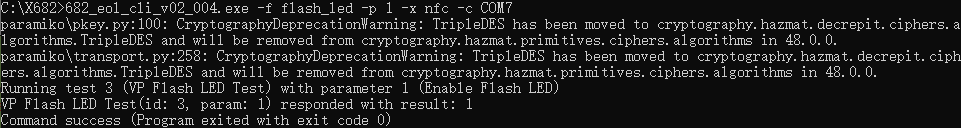 C:\X682>682_eol_cli_v02_004.exe -f flash_led -p 1 -x nfc -c COM7
paramiko\pkey.py:100: CryptographyDeprecationWarning: TripleDES has been moved to cryptography.hazmat.decrepit.ciphers.a
lgorithms.TripleDES and will be removed from cryptography.hazmat.primitives.ciphers.algorithms in 48.0.0.
paramiko\transport.py:258: CryptographyDeprecationWarning: TripleDES has been moved to cryptography.hazmat.decrepit.ciph
ers.algorithms.TripleDES and will be removed from cryptography.hazmat.primitives.ciphers.algorithms in 48.0.0.
Running test 3 (VP Flash LED Test) with parameter 1 (Enable Flash LED)
VP Flash LED Test(id: 3, param: 1) responded with result: 1
Command success (Program exited with exit code 0)